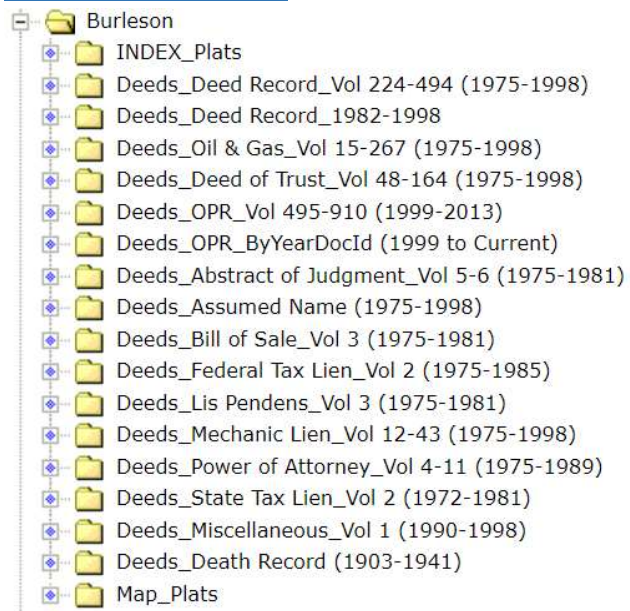 Burleson
INDEX_Plats
Deeds_Deed Record_Vol 224-494 (1975-1998)
Deeds_Deed Record_1982-1998
Deeds_Oil & Gas_Vol 15-267 (1975-1998)
Deeds_Deed of Trust_Vol 48-164 (1975-1998)
Deeds_OPR_Vol 495-910 (1999-2013)
Deeds_OPR_ByYearDocId (1999 to Current)
Deeds_Abstract of Judgment_Vol 5-6 (1975-1981)
Deeds_Assumed Name (1975-1998)
Deeds_Bill of Sale_Vol 3 (1975-1981)
Deeds_Federal Tax Lien_Vol 2 (1975-1985)
Deeds_Lis Pendens_Vol 3 (1975-1981)
Deeds_Mechanic Lien_Vol 12-43 (1975-1998)
Deeds_Power of Attorney_Vol 4-11 (1975-1989)
Deeds_State Tax Lien_Vol 2 (1972-1981)
Deeds_Miscellaneous_Vol 1 (1990-1998)
Deeds_Death Record (1903-1941)
Map_Plats